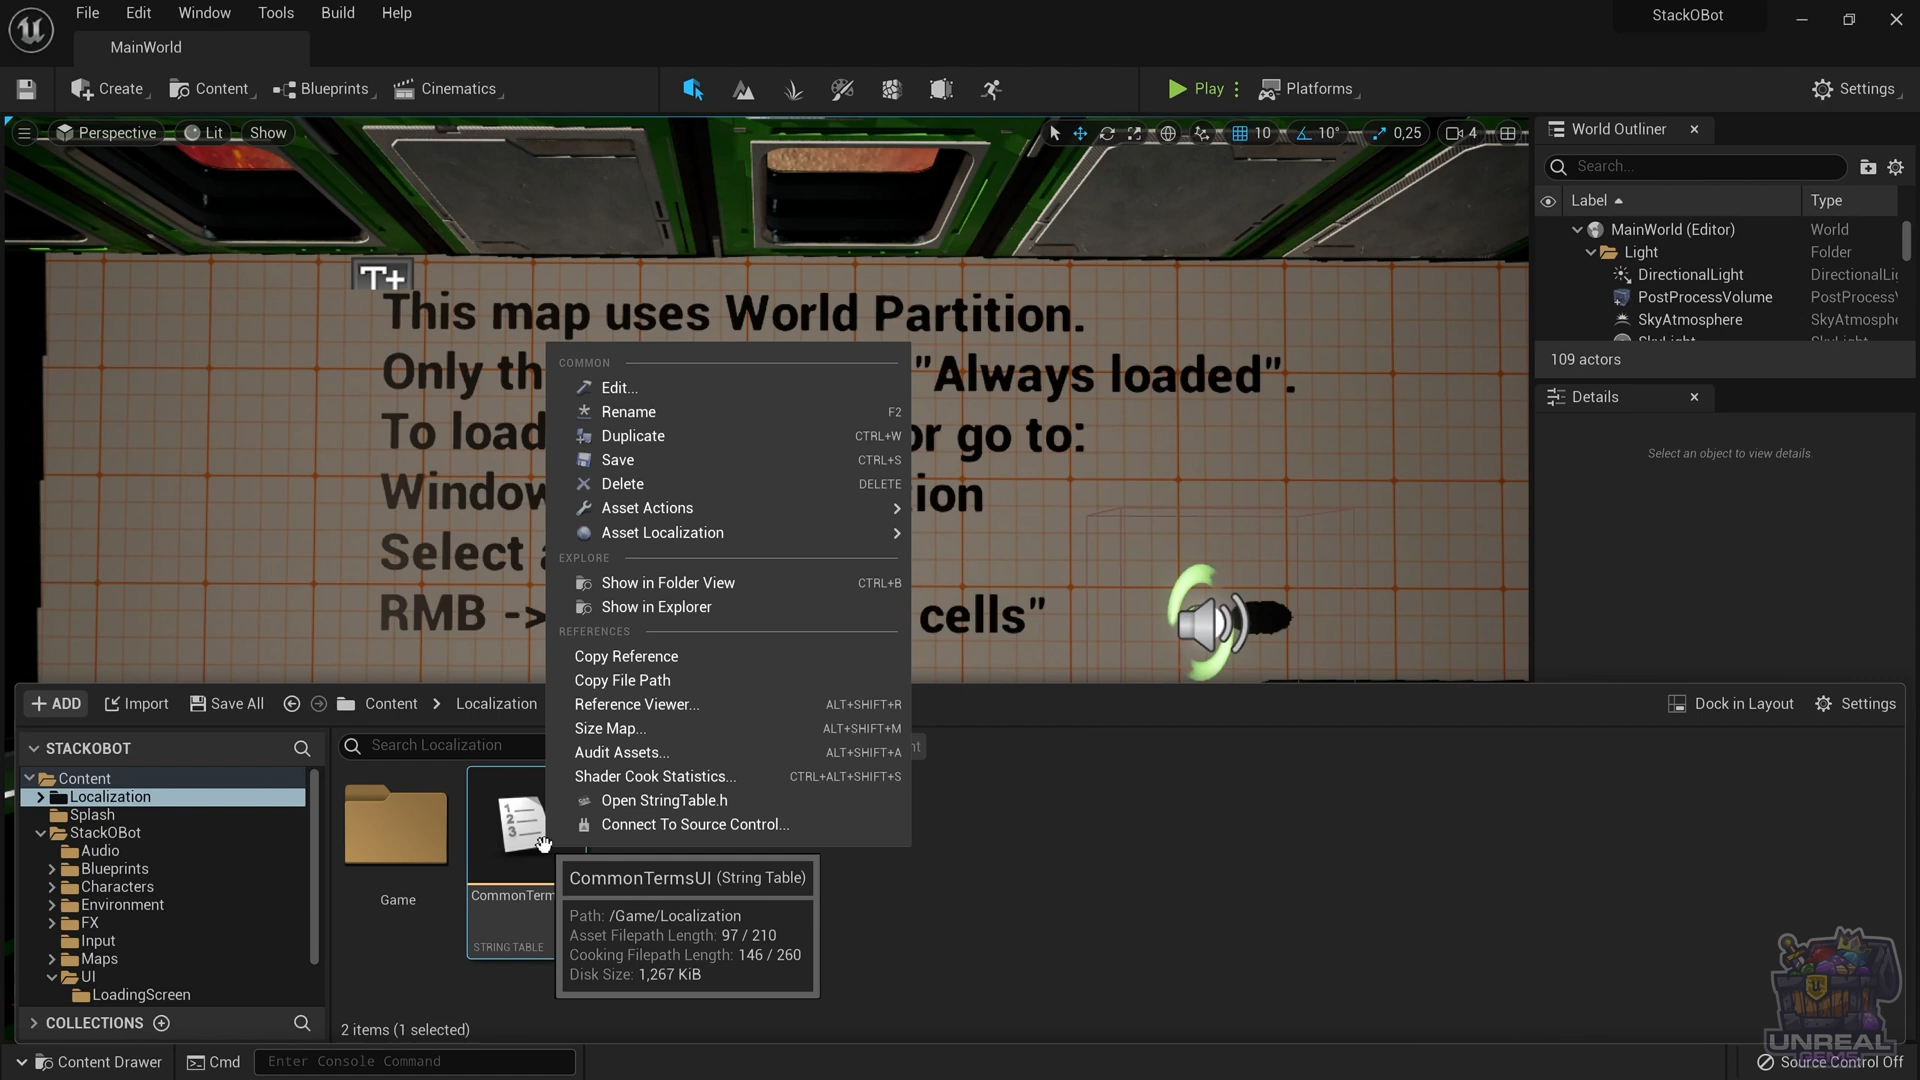 File Edit Window Tools Build Help
StackOBot
MainWorld
Create Content Blueprints Cinematics Play Platforms Settings
Perspective Lit Show 10 10° 0,25 4
World Outliner
Search...
Label Type
MainWorld (Editor) World
Light Folder
DirectionalLight DirectionalLig
PostProcessVolume PostProcessV
SkyAtmosphere SkyAtmosphe
109 actors
Details
Select an object to view details.
T+
This map uses World Partition.
Only th "Always loaded".
To load or go to:
Window ion
Select a
RMB -> cells"
COMMON
Edit...
Rename F2
Duplicate CTRL+W
Save CTRL+S
Delete DELETE
Asset Actions
Asset Localization
EXPLORE
Show in Folder View CTRL+B
Show in Explorer
REFERENCES
Copy Reference
Copy File Path
Reference Viewer... ALT+SHIFT+R
Size Map... ALT+SHIFT+M
Audit Assets... ALT+SHIFT+A
Shader Cook Statistics... CTRL+ALT+SHIFT+S
Open StringTable.h
Connect To Source Control...
ADD Import Save All Content Localization Dock in Layout Settings
STACKOBOT
Search Localization
Content
Localization
Splash
StackOBot
Audio
Blueprints
Characters
Environment
FX
Input
Maps
UI
LoadingScreen
COLLECTIONS
Game
1
2
3
CommonTerm
STRING TABLE
CommonTermsUI (String Table)
Path: /Game/Localization
Asset Filepath Length: 97 / 210
Cooking Filepath Length: 146 / 260
Disk Size: 1,267 KiB
2 items (1 selected)
UNREAL
GEMS
Content Drawer Cmd Enter Console Command Source Control Off